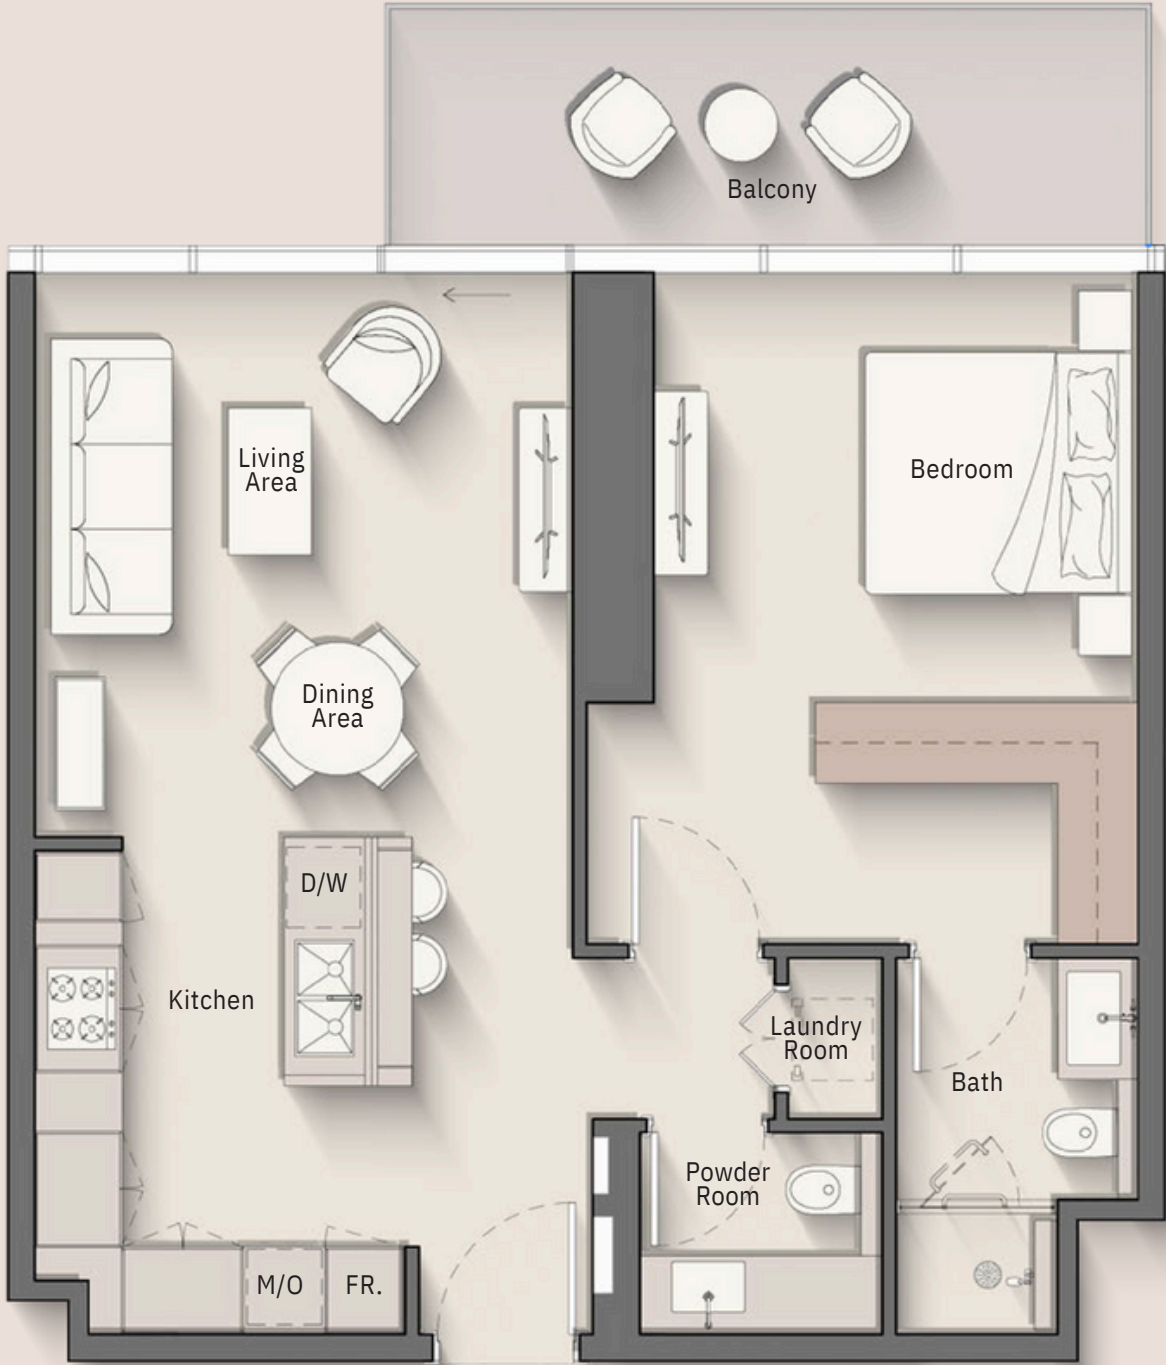 Balcony
Living
Area
Bedroom
Dining
Area
D/W
Kitchen
Laundry
Room
Bath
Powder
Room
M/O
FR.